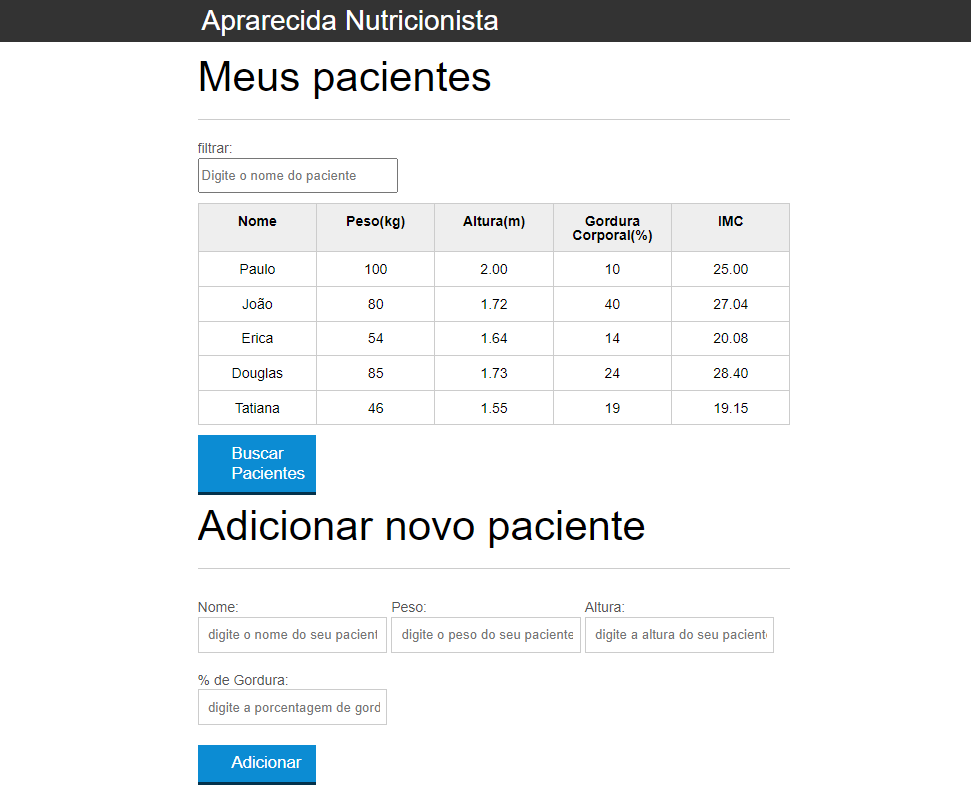 Aprarecida Nutricionista
Meus pacientes
filtrar:
Digite o nome do paciente
Nome Peso(kg) Altura(m) Gordura Corporal(%) IMC
Paulo 100 2.00 10 25.00
João 80 1.72 40 27.04
Erica 54 1.64 14 20.08
Douglas 85 1.73 24 28.40
Tatiana 46 1.55 19 19.15
Buscar
Pacientes
Adicionar novo paciente
Nome: Peso: Altura:
digite o nome do seu pacient digite o peso do seu paciente digite a altura do seu pacient
% de Gordura:
digite a porcentagem de gord
Adicionar